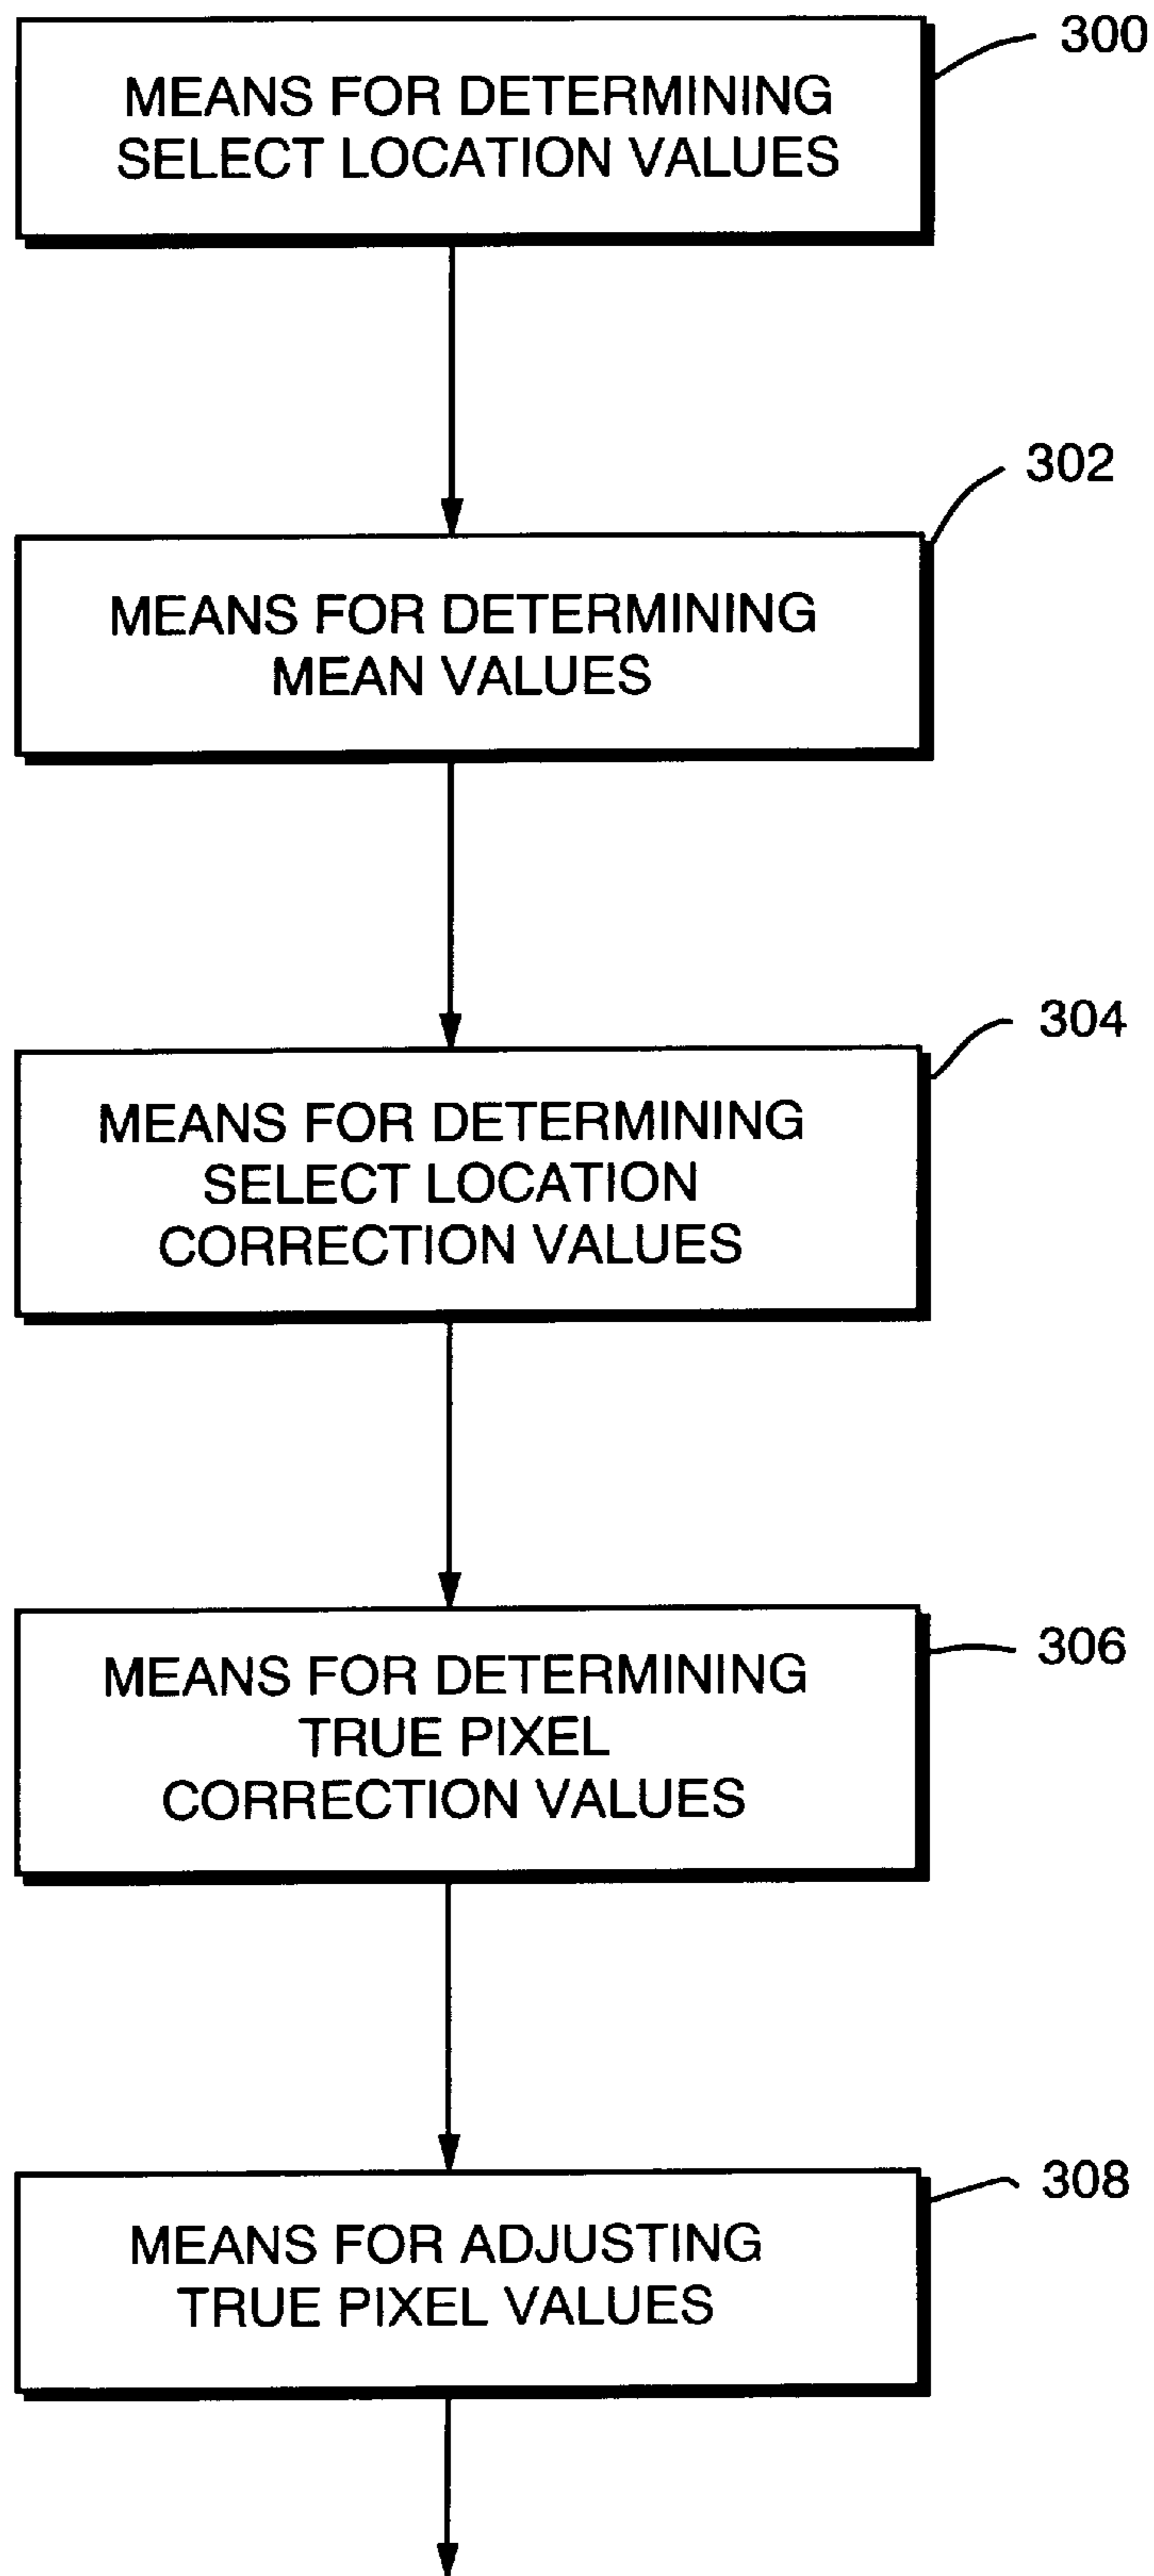 300
MEANS FOR DETERMINING
SELECT LOCATION VALUES
302
MEANS FOR DETERMINING
MEAN VALUES
304
MEANS FOR DETERMINING
SELECT LOCATION
CORRECTION VALUES
306
MEANS FOR DETERMINING
TRUE PIXEL
CORRECTION VALUES
308
MEANS FOR ADJUSTING
TRUE PIXEL VALUES